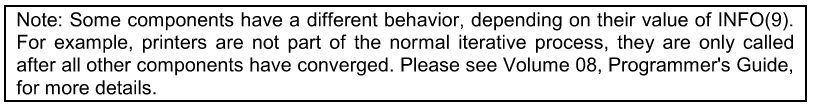 Note: Some components have a different behavior, depending on their value of INFO(9).
For example, printers are not part of the normal iterative process, they are only called
after all other components have converged. Please see Volume 08, Programmer's Guide,
for more details.